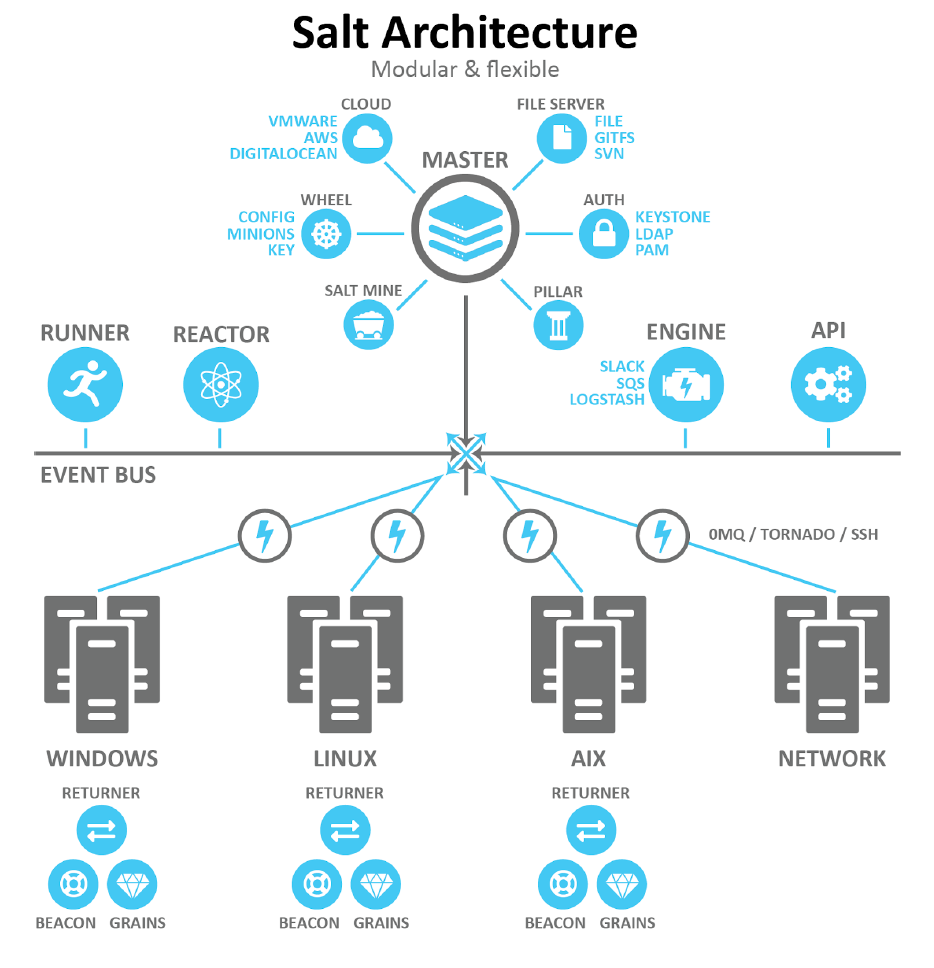 Salt Architecture
Modular & flexible
CLOUD
VMWARE
AWS
DIGITALOCEAN
FILE SERVER
FILE
GITFS
SVN
MASTER
WHEEL
CONFIG
MINIONS
KEY
AUTH
KEYSTONE
LDAP
PAM
SALT MINE
PILLAR
RUNNER
REACTOR
ENGINE
SLACK
SQS
LOGSTASH
API
EVENT BUS
0MQ / TORNADO / SSH
WINDOWS
LINUX
AIX
NETWORK
RETURNER
BEACON
GRAINS
RETURNER
BEACON
GRAINS
RETURNER
BEACON
GRAINS